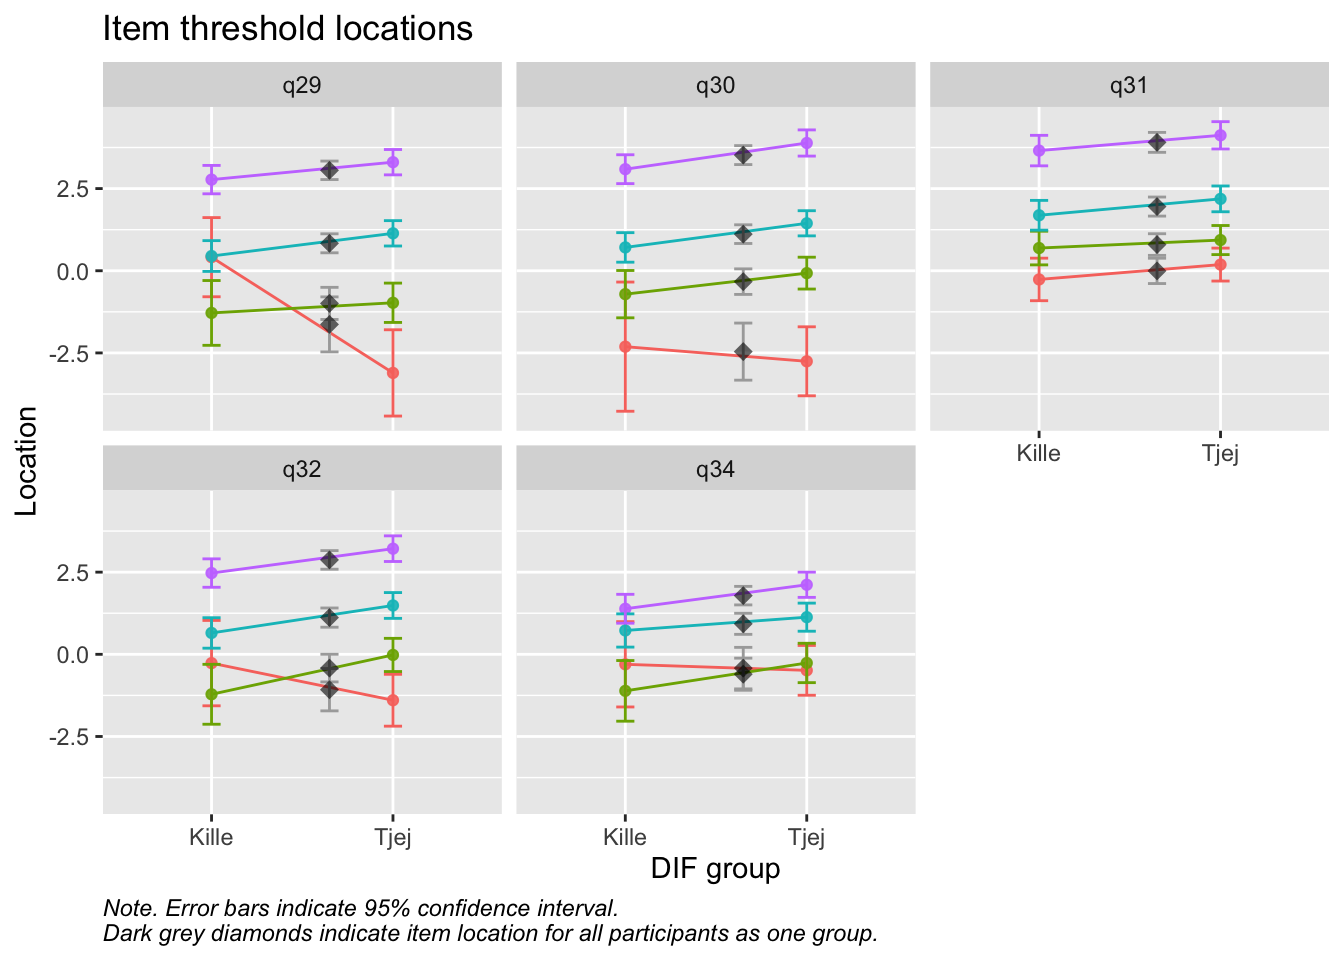 Item threshold locations
q29
q30
q31
2.5
0.0
-2.5
Kille
Tjej
q32
q34
2.5
0.0
-2.5
Kille
Tjej
Kille
Tjej
Location
DIF group
Note. Error bars indicate 95% confidence interval.
Dark grey diamonds indicate item location for all participants as one group.